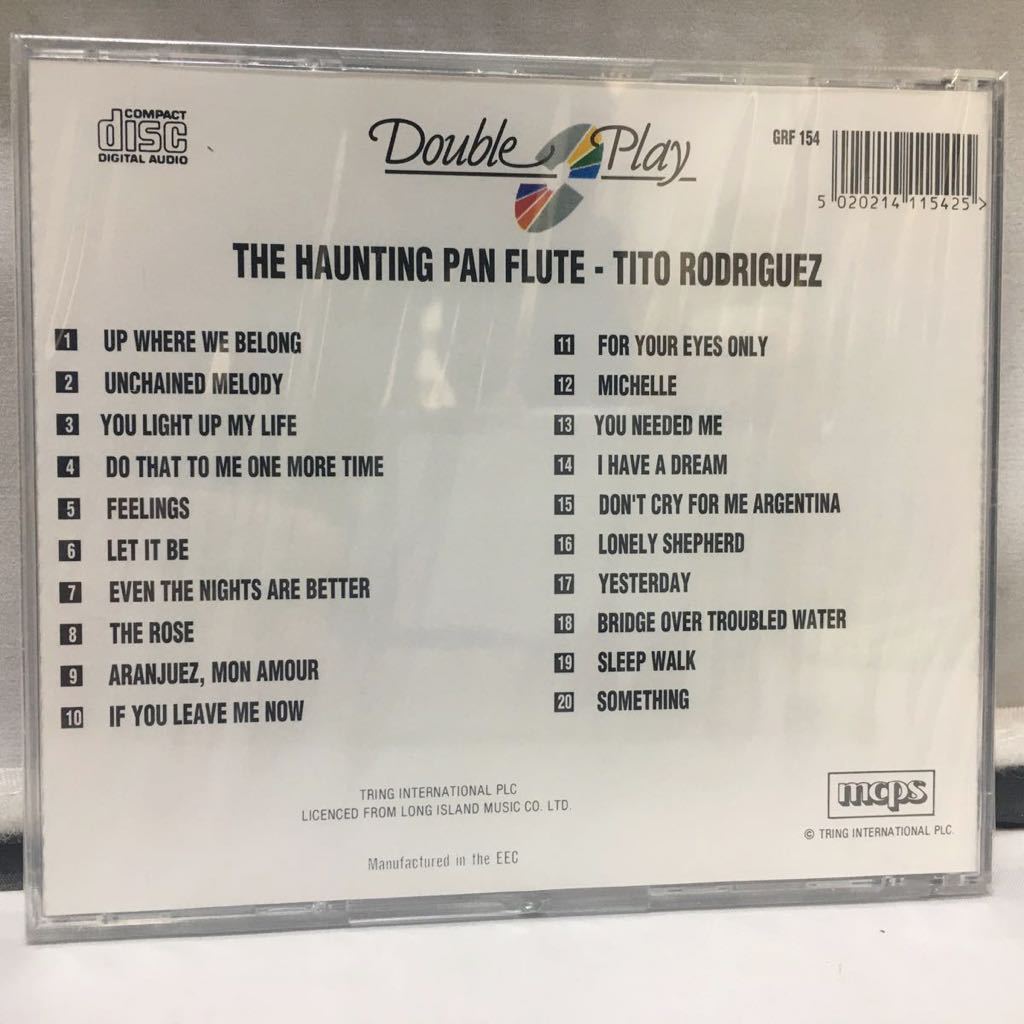 COMPACT
disc
DIGITAL AUDIO
Double Play
GRF 154
5 020214 115425 >
THE HAUNTING PAN FLUTE - TITO RODRIGUEZ
1 UP WHERE WE BELONG
2 UNCHAINED MELODY
3 YOU LIGHT UP MY LIFE
4 DO THAT TO ME ONE MORE TIME
5 FEELINGS
6 LET IT BE
7 EVEN THE NIGHTS ARE BETTER
8 THE ROSE
9 ARANJUEZ, MON AMOUR
10 IF YOU LEAVE ME NOW
11 FOR YOUR EYES ONLY
12 MICHELLE
13 YOU NEEDED ME
14 I HAVE A DREAM
15 DON'T CRY FOR ME ARGENTINA
16 LONELY SHEPHERD
17 YESTERDAY
18 BRIDGE OVER TROUBLED WATER
19 SLEEP WALK
20 SOMETHING
TRING INTERNATIONAL PLC
LICENCED FROM LONG ISLAND MUSIC CO. LTD.
Manufactured in the EEC
mcps
© TRING INTERNATIONAL PLC.